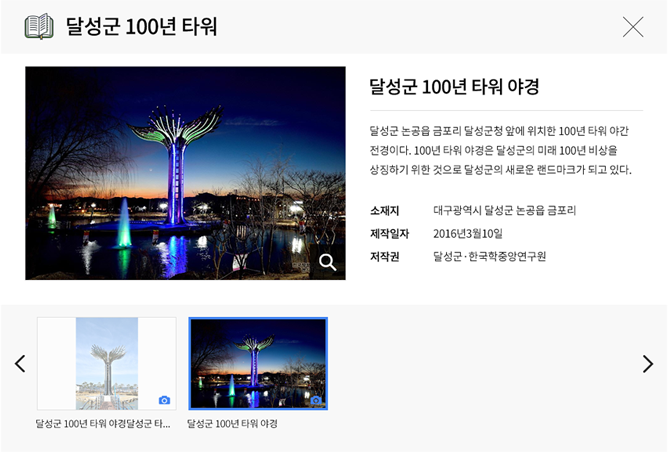 달성군 100년 타워
달성군 100년 타워 야경
달성군 논공읍 금포리 달성군청 앞에 위치한 100년 타워 야간
전경이다. 100년 타워 야경은 달성군의 미래 100년 비상을
상징하기 위한 것으로 달성군의 새로운 랜드마크가 되고 있다.
소재지 대구광역시 달성군 논공읍 금포리
제작일자 2016년3월10일
저작권 달성군·한국학중앙연구원
달성군 100년 타워 야경달성군 타...
달성군 100년 타워 야경